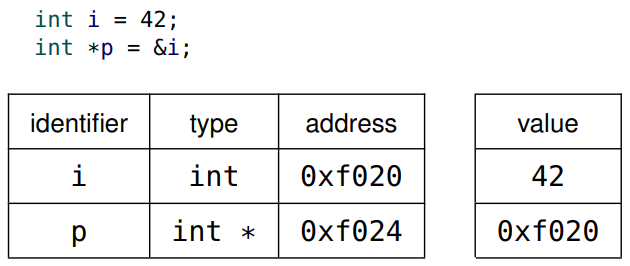 int i = 42;
int *p = &i;
identifier type address value
i int 0xf020 42
p int * 0xf024 0xf020